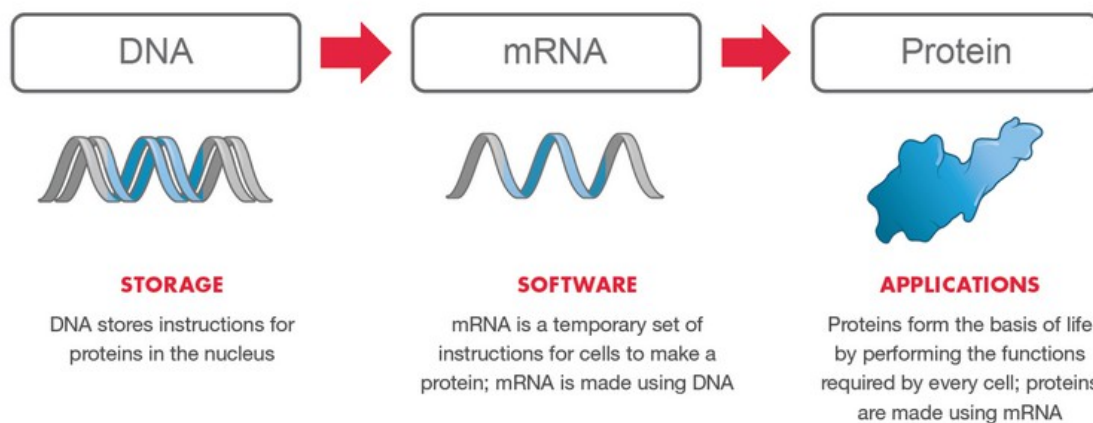 DNA
mRNA
Protein
STORAGE
DNA stores instructions for
proteins in the nucleus
SOFTWARE
mRNA is a temporary set of
instructions for cells to make a
protein; mRNA is made using DNA
APPLICATIONS
Proteins form the basis of life
by performing the functions
required by every cell; proteins
are made using mRNA